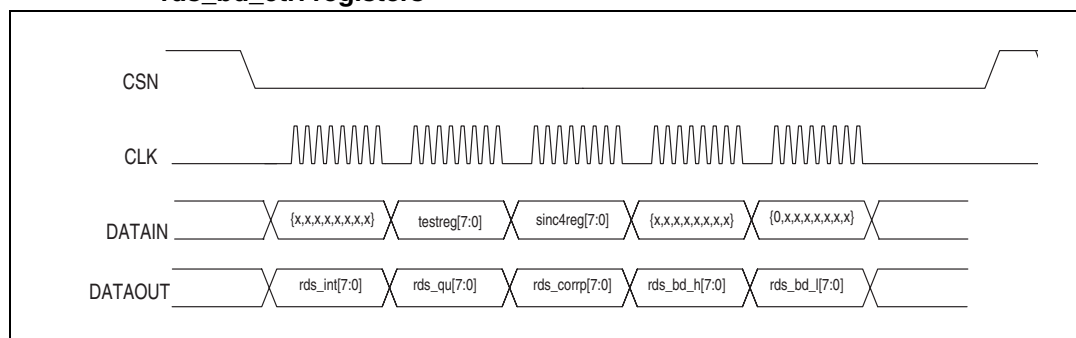 CSN
CLK
DATAIN
{x,x,x,x,x,x,x,x} testreg[7:0] sinc4reg[7:0] {x,x,x,x,x,x,x,x} {0,x,x,x,x,x,x,x}
DATAOUT
rds_int[7:0] rds_qu[7:0] rds_corrp[7:0] rds_bd_h[7:0] rds_bd_l[7:0]